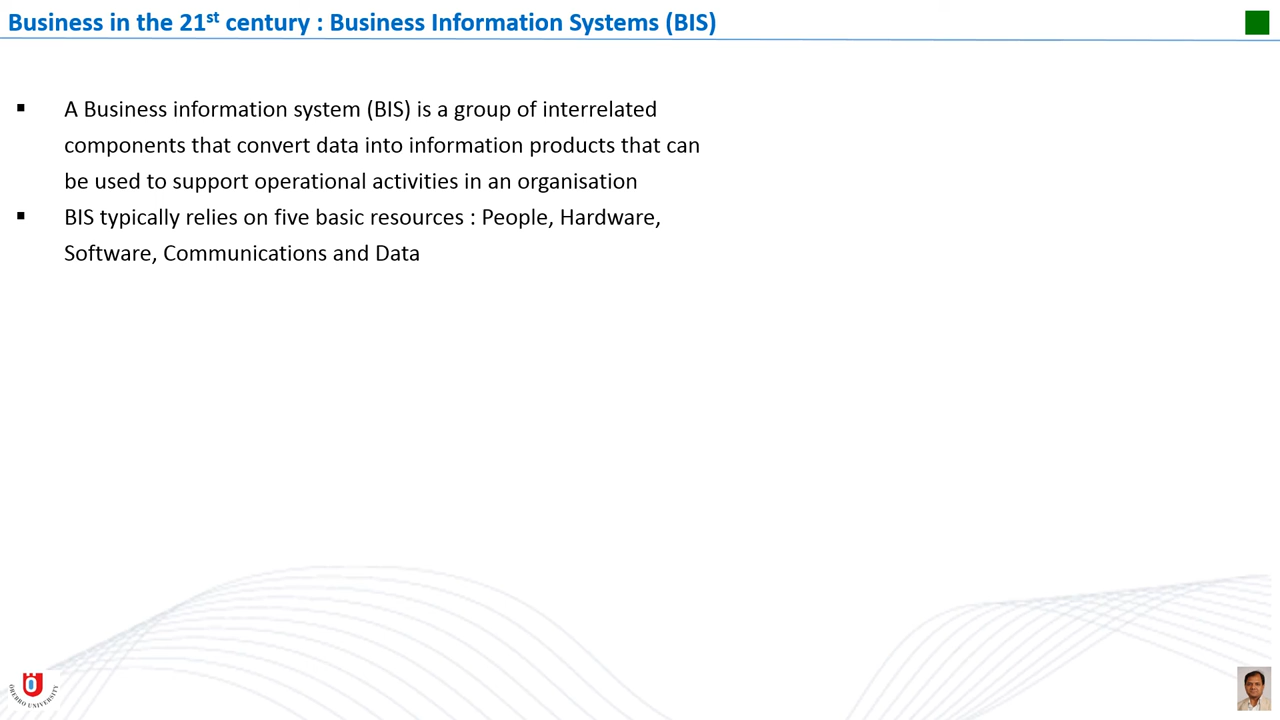 Business in the 21st century : Business Information Systems (BIS)
▪ A Business information system (BIS) is a group of interrelated
components that convert data into information products that can
be used to support operational activities in an organisation
▪ BIS typically relies on five basic resources : People, Hardware,
Software, Communications and Data
Ö
ÖREBRO UNIVERSITY